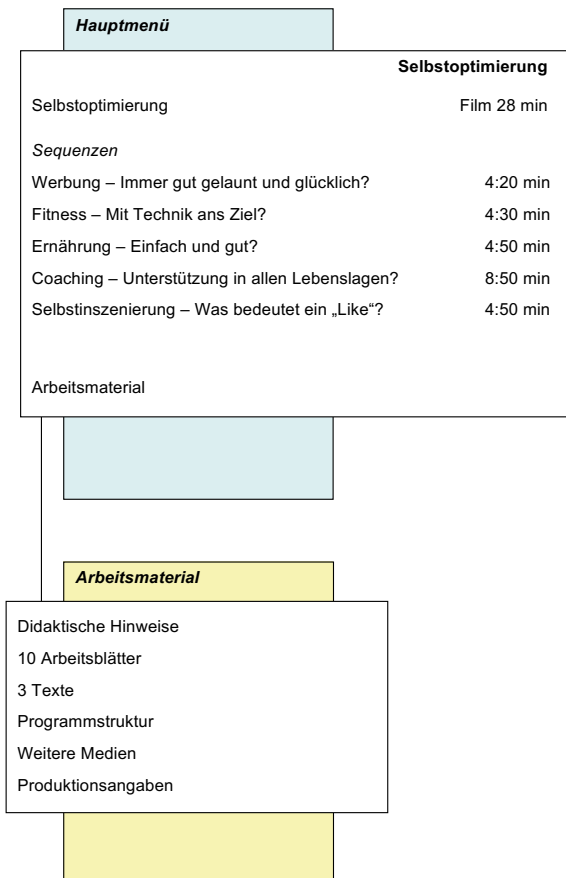 Hauptmenü
Selbstoptimierung
Selbstoptimierung Film 28 min
Sequenzen
Werbung – Immer gut gelaunt und glücklich? 4:20 min
Fitness – Mit Technik ans Ziel? 4:30 min
Ernährung – Einfach und gut? 4:50 min
Coaching – Unterstützung in allen Lebenslagen? 8:50 min
Selbstinszenierung – Was bedeutet ein „Like“? 4:50 min
Arbeitsmaterial
Arbeitsmaterial
Didaktische Hinweise
10 Arbeitsblätter
3 Texte
Programmstruktur
Weitere Medien
Produktionsangaben